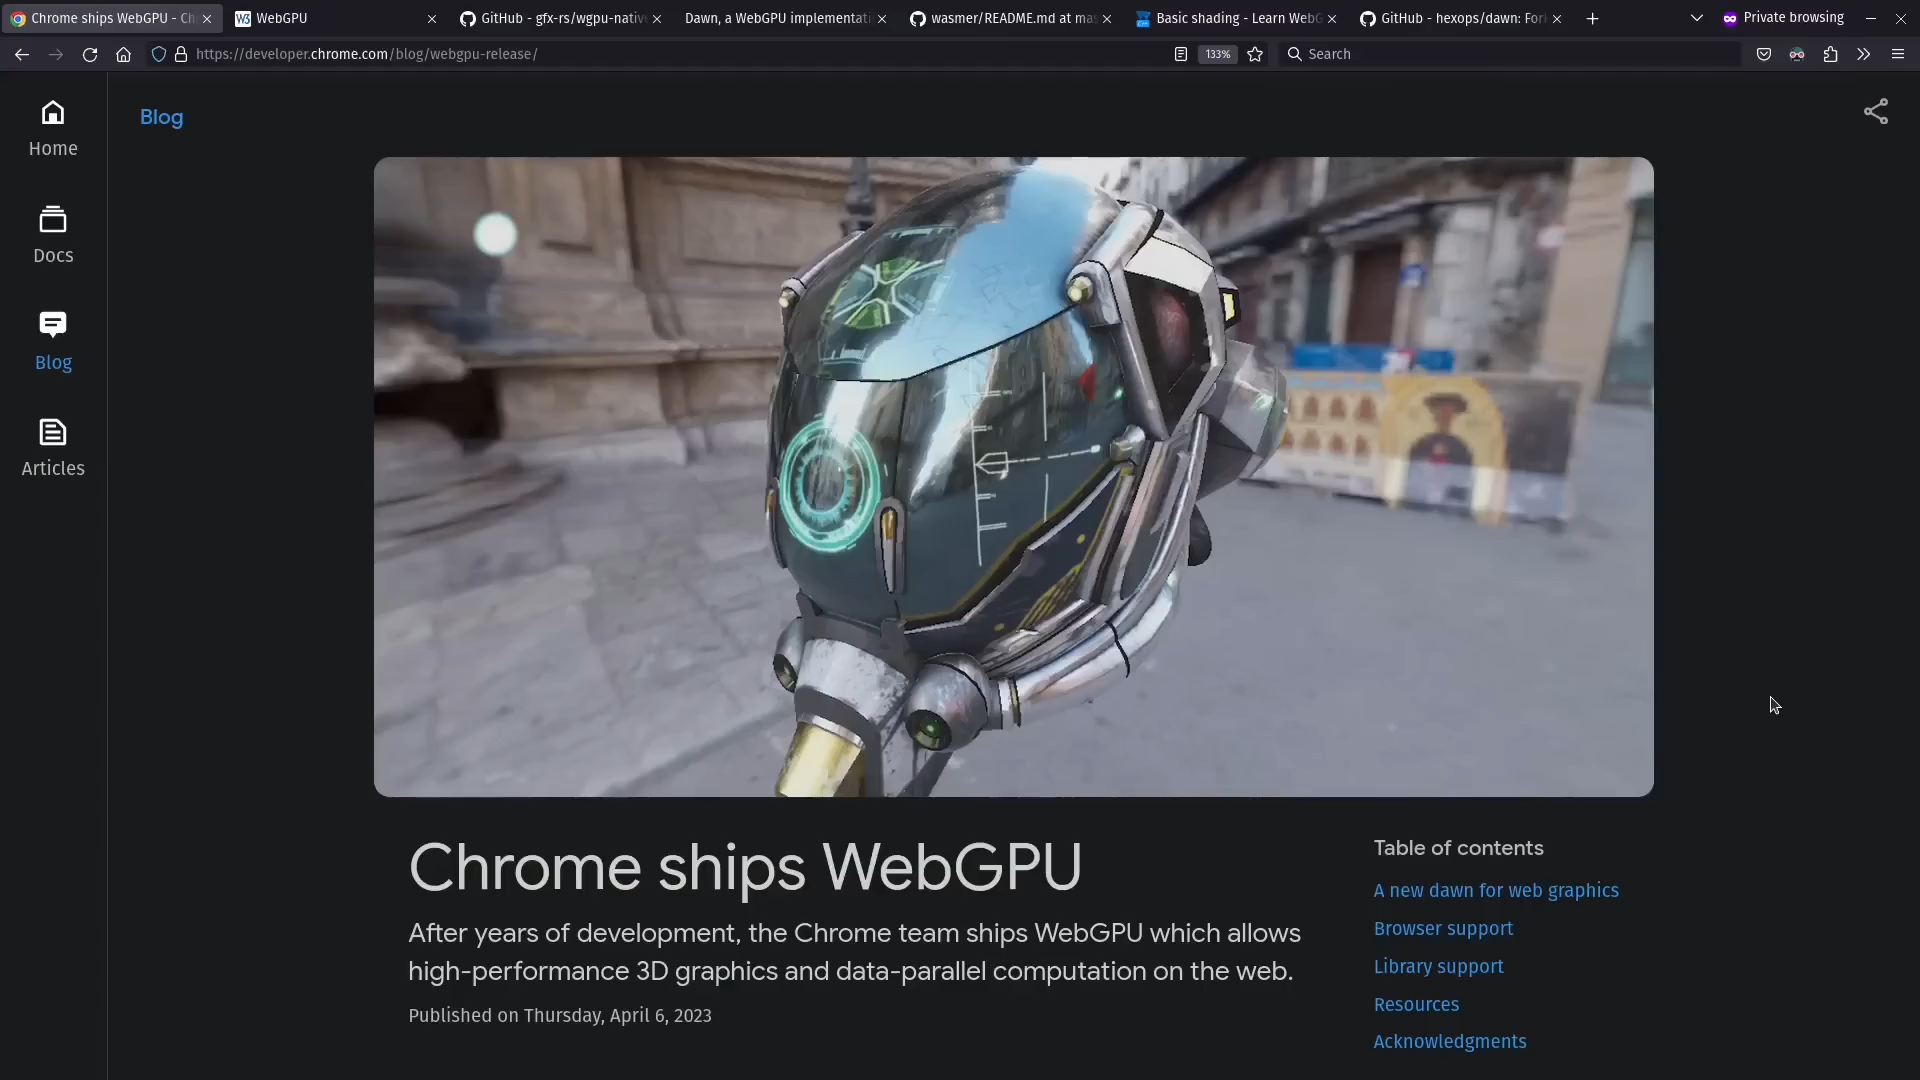 Chrome ships WebGPU - Ch
WebGPU
GitHub - gfx-rs/wgpu-native
Dawn, a WebGPU implementati
wasmer/README.md at mas
Basic shading - Learn WebG
GitHub - hexops/dawn: Fork
Private browsing
https://developer.chrome.com/blog/webgpu-release/
133%
Search
Home
Docs
Blog
Articles
Blog
Chrome ships WebGPU
After years of development, the Chrome team ships WebGPU which allows
high-performance 3D graphics and data-parallel computation on the web.
Published on Thursday, April 6, 2023
Table of contents
A new dawn for web graphics
Browser support
Library support
Resources
Acknowledgments